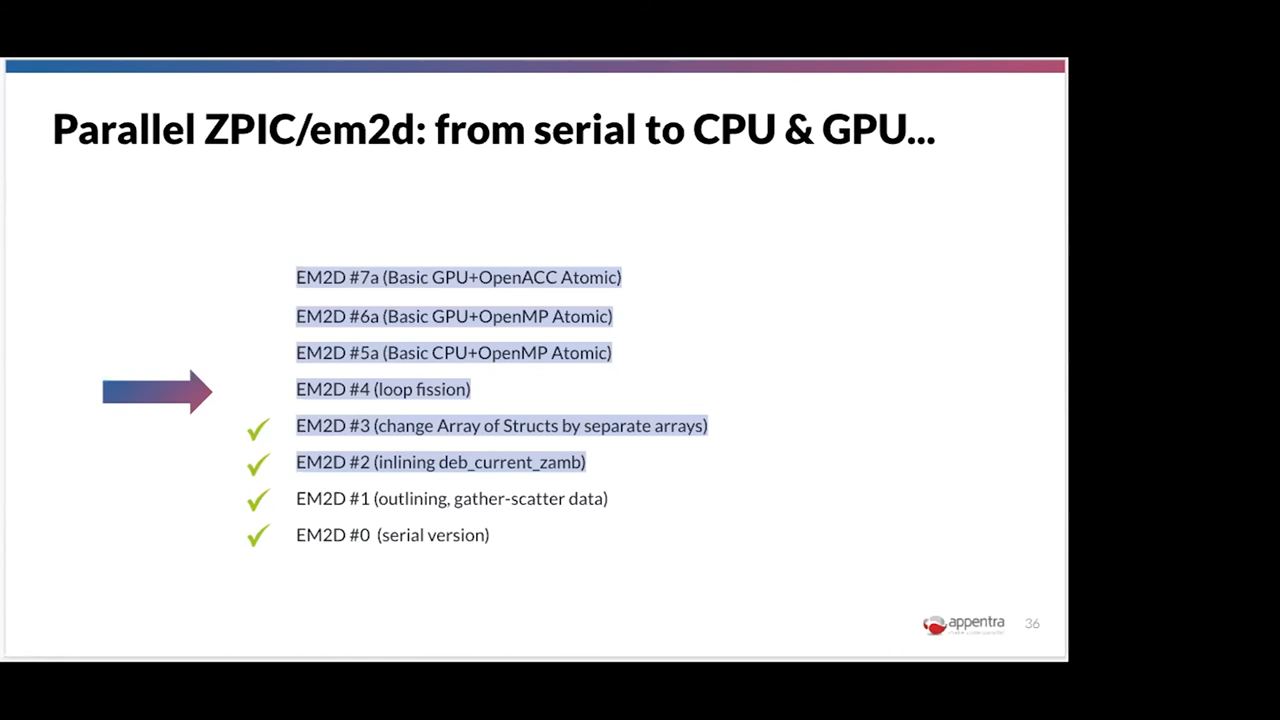 Parallel ZPIC/em2d: from serial to CPU & GPU...
EM2D #7a (Basic GPU+OpenACC Atomic)
EM2D #6a (Basic GPU+OpenMP Atomic)
EM2D #5a (Basic CPU+OpenMP Atomic)
EM2D #4 (loop fission)
EM2D #3 (change Array of Structs by separate arrays)
EM2D #2 (inlining deb_current_zamb)
EM2D #1 (outlining, gather-scatter data)
EM2D #0 (serial version)
appentra
36